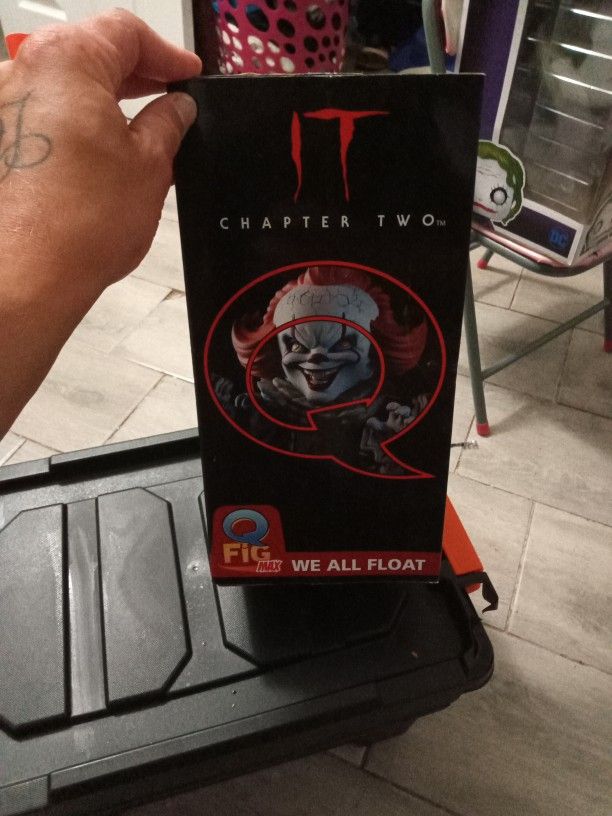 IT
CHAPTER TWO™
Q
Q
FiG
MAX
WE ALL FLOAT
DC